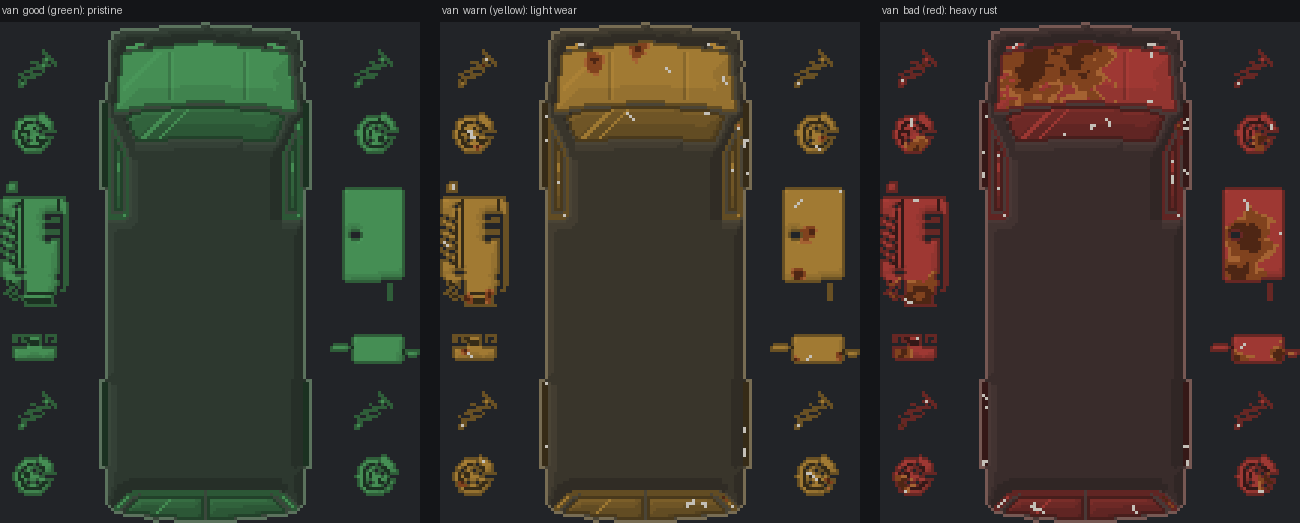 van good (green): pristine
van warn (yellow): light wear
van bad (red): heavy rust